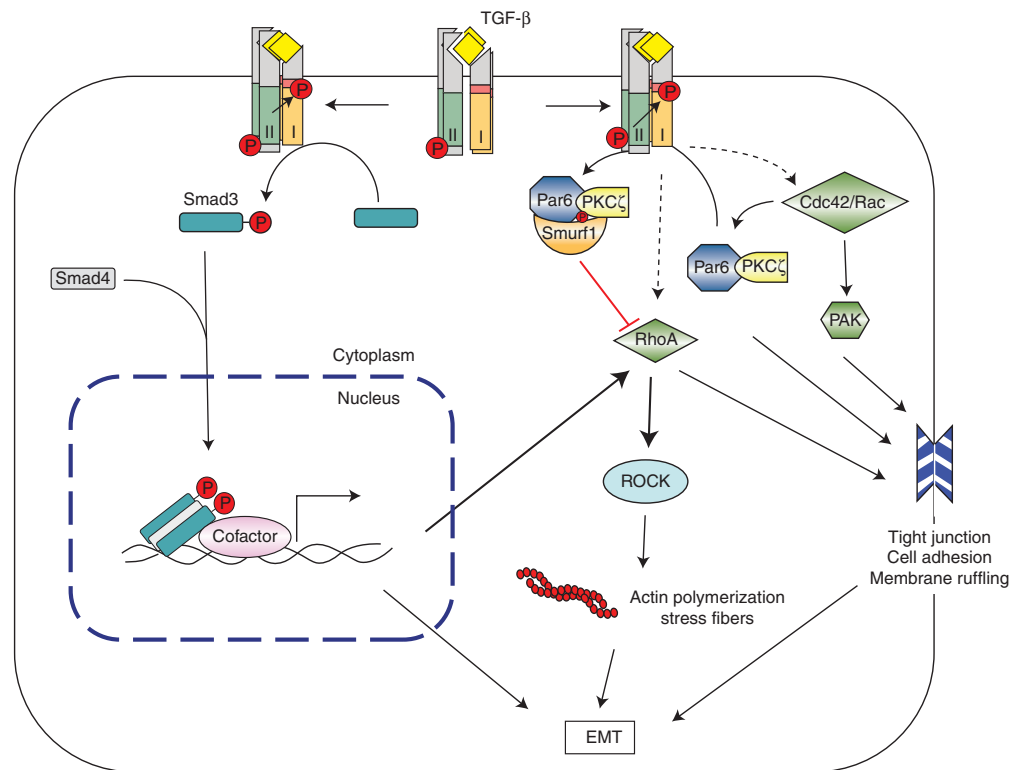 TGF-β
P
P
II
I
II
I
P
P
P
II
I
Smad3
P
Par6
PKCζ
P
Smurf1
Cdc42/Rac
Smad4
Par6
PKCζ
PAK
RhoA
Cytoplasm
Nucleus
P
P
Cofactor
ROCK
Tight junction
Cell adhesion
Membrane ruffling
Actin polymerization
stress fibers
EMT